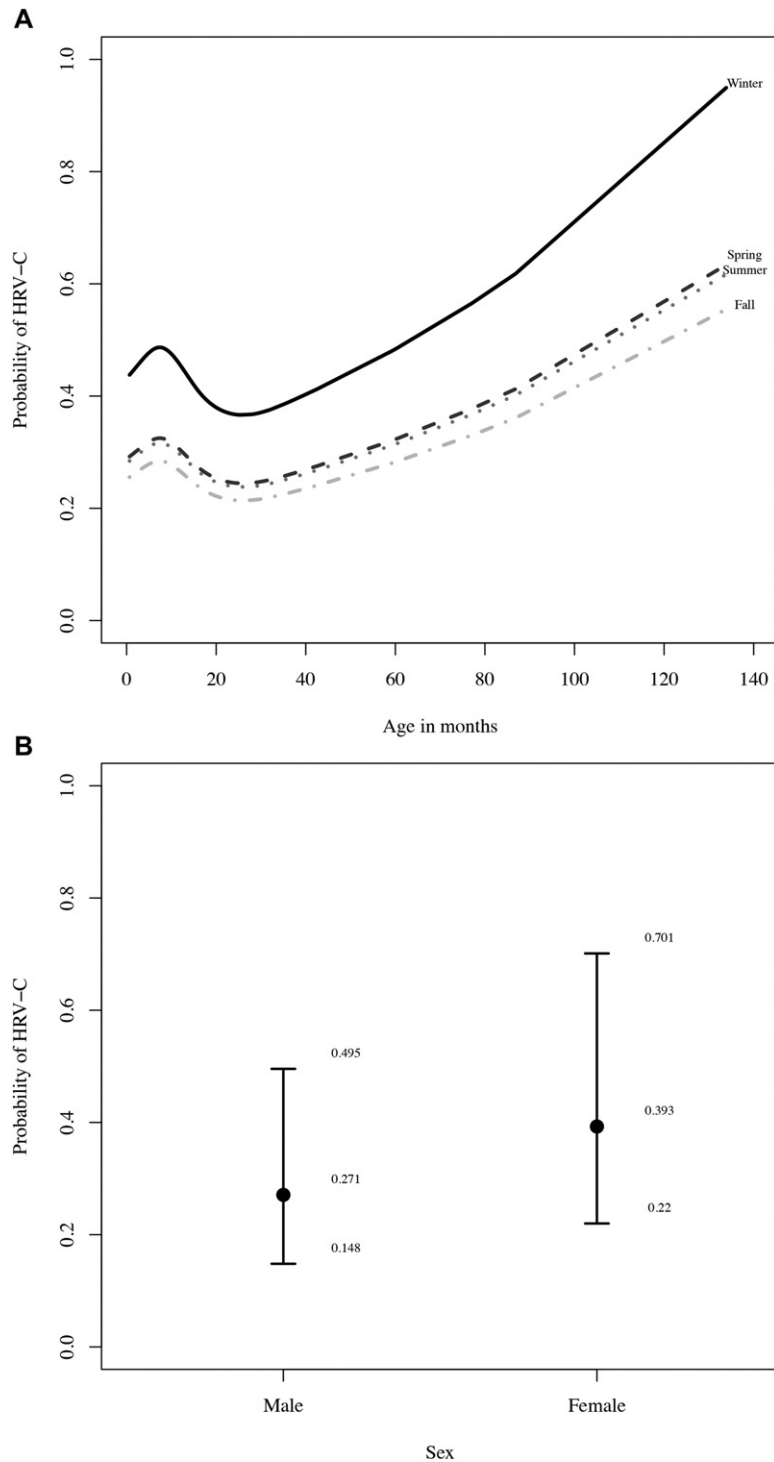 A
Probability of HRV−C
1.0
0.8
0.6
0.4
0.2
0.0
Winter
Spring
Summer
Fall
0 20 40 60 80 100 120 140
Age in months
B
Probability of HRV−C
1.0
0.8
0.6
0.4
0.2
0.0
0.701
0.495
0.393
0.271
0.22
0.148
Male Female
Sex